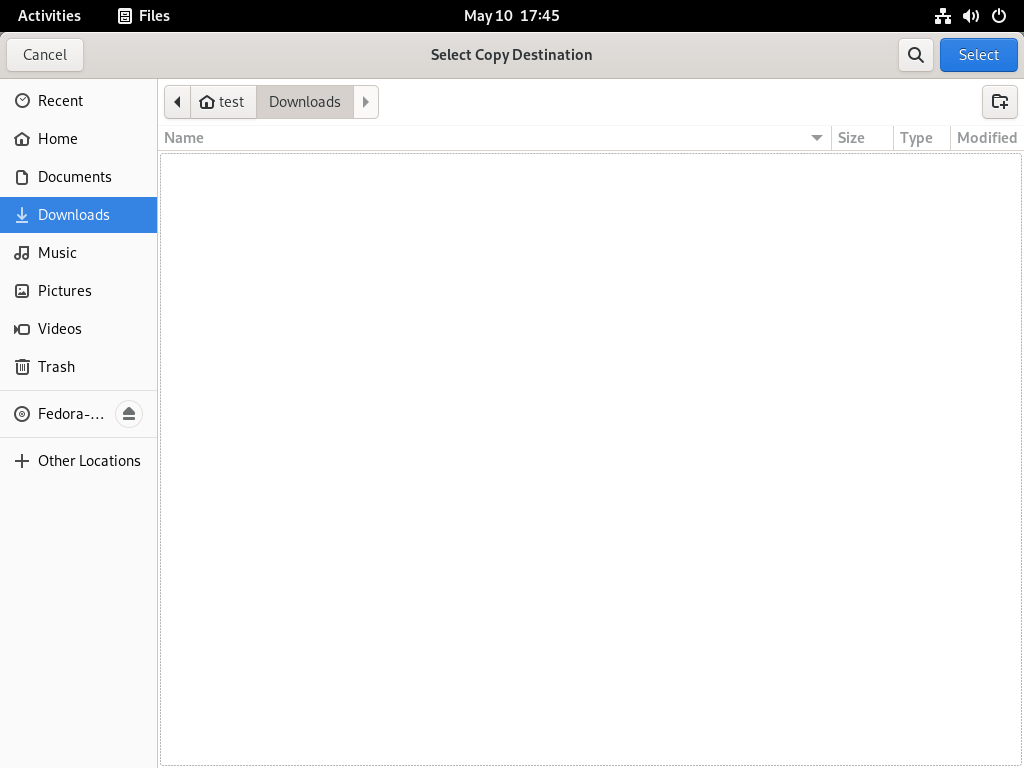 Activities Files May 10 17:45
Cancel Select Copy Destination Select
Recent
Home
Documents
Downloads
Music
Pictures
Videos
Trash
Fedora-…
Other Locations
test Downloads
Name Size Type Modified